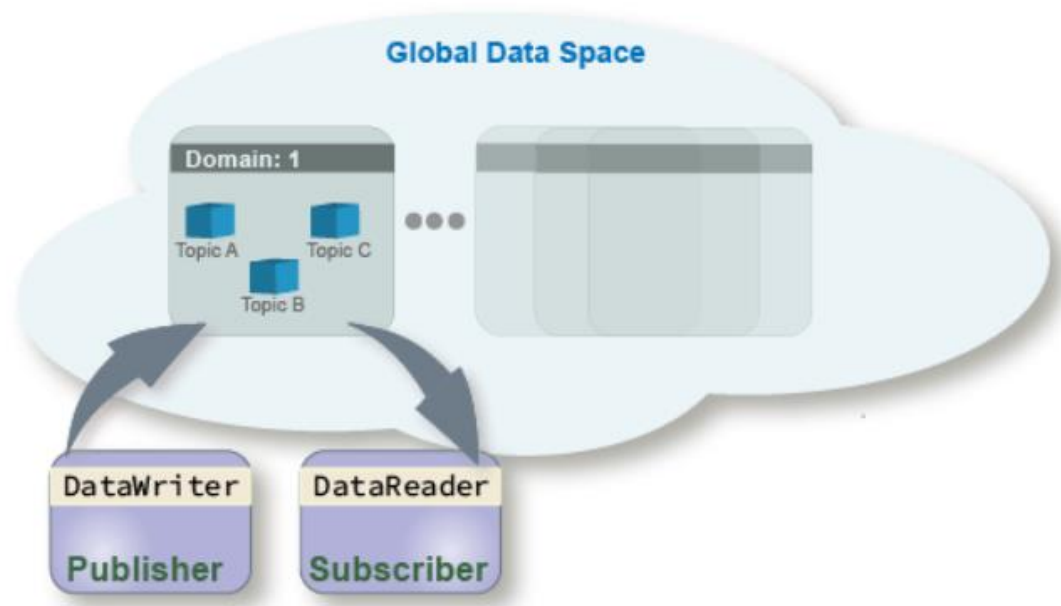 Global Data Space
Domain: 1
Topic A
Topic C
Topic B
DataWriter
DataReader
Publisher
Subscriber